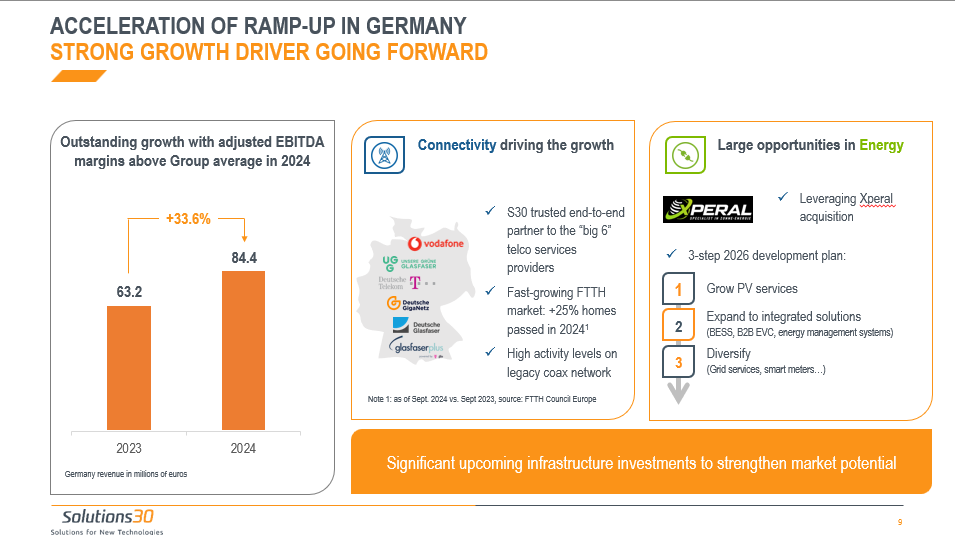 ACCELERATION OF RAMP-UP IN GERMANY
STRONG GROWTH DRIVER GOING FORWARD
Outstanding growth with adjusted EBITDA
margins above Group average in 2024
+33.6%
63.2
84.4
2023
2024
Germany revenue in millions of euros
Connectivity driving the growth
vodafone
UGG
UNSERE GRÜNE
GLASFASER
Deutsche
Telekom
T
Deutsche
GigaNetz
Deutsche
Glasfaser
glasfaserplus
✓ S30 trusted end-to-end
partner to the “big 6”
telco services
providers
✓ Fast-growing FTTH
market: +25% homes
passed in 2024¹
✓ High activity levels on
legacy coax network
Note 1: as of Sept. 2024 vs. Sept 2023, source: FTTH Council Europe
Large opportunities in Energy
XPERAL
SPECIALIST IN ZONNE-ENERGIE
✓ Leveraging Xperal
acquisition
✓ 3-step 2026 development plan:
1 Grow PV services
2 Expand to integrated solutions
(BESS, B2B EVC, energy management systems)
3 Diversify
(Grid services, smart meters…)
Significant upcoming infrastructure investments to strengthen market potential
Solutions30
Solutions for New Technologies
9